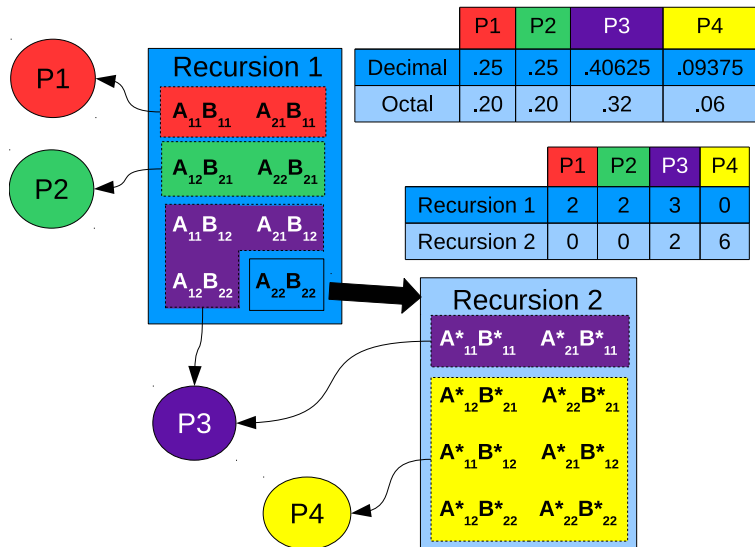 P1 P2 P3 P4
Decimal .25 .25 .40625 .09375
Octal .20 .20 .32 .06
P1
Recursion 1
A₁₁B₁₁ A₂₁B₁₁
P2
A₁₂B₂₁ A₂₂B₂₁
P1 P2 P3 P4
Recursion 1 2 2 3 0
Recursion 2 0 0 2 6
A₁₁B₁₂ A₂₁B₁₂
A₁₂B₂₂ A₂₂B₂₂
Recursion 2
A*₁₁B*₁₁ A*₂₁B*₁₁
A*₁₂B*₂₁ A*₂₂B*₂₁
P3
A*₁₁B*₁₂ A*₂₁B*₁₂
P4
A*₁₂B*₂₂ A*₂₂B*₂₂